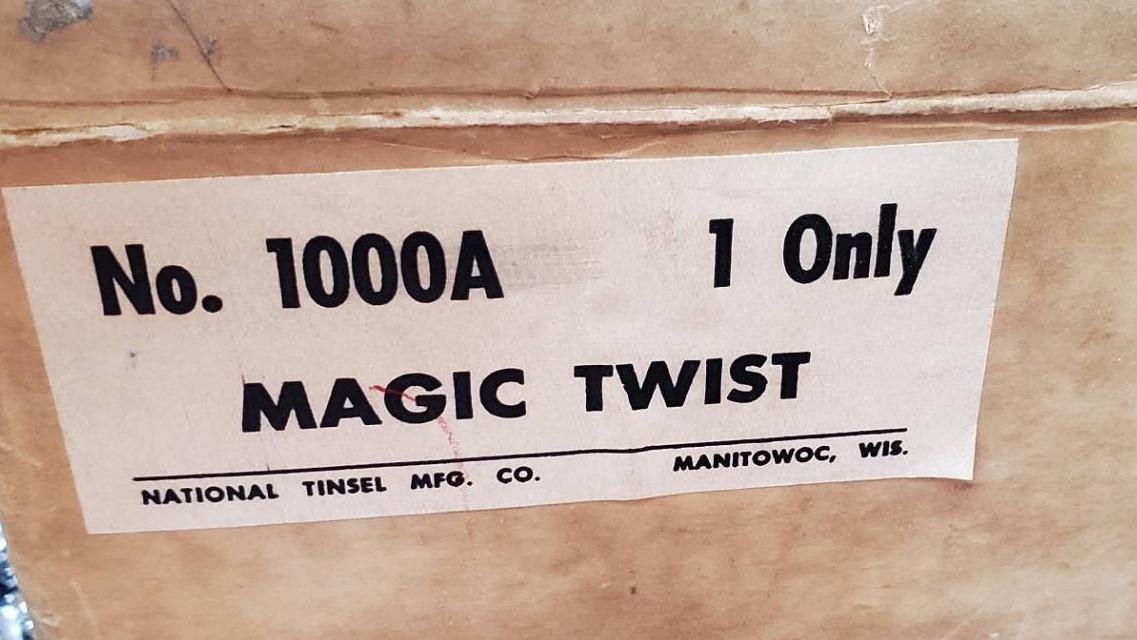 No. 1000A 1 Only
MAGIC TWIST
NATIONAL TINSEL MFG. CO. MANITOWOC, WIS.